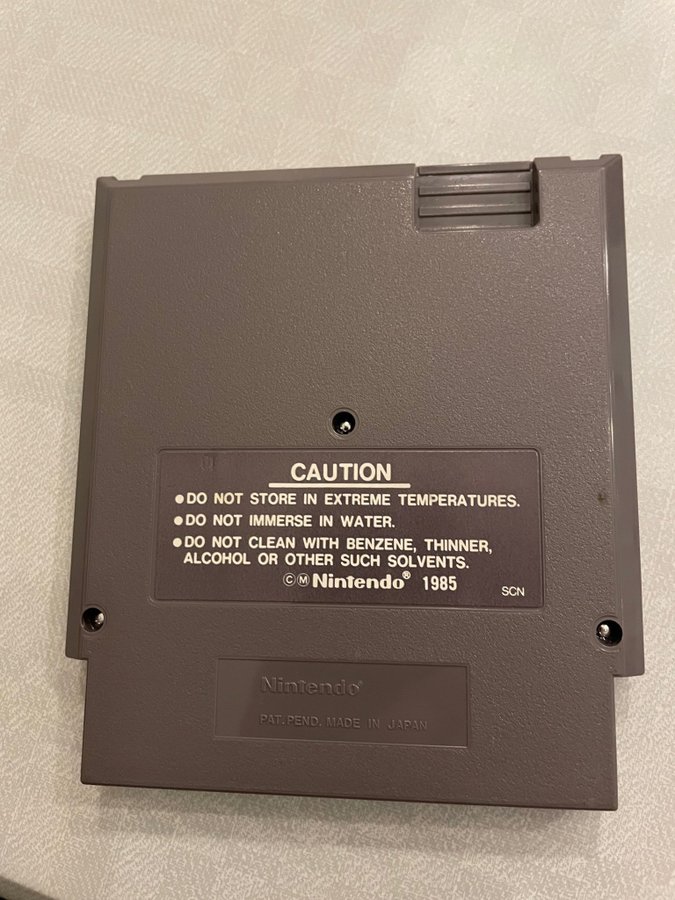 CAUTION
●DO NOT STORE IN EXTREME TEMPERATURES.
●DO NOT IMMERSE IN WATER.
●DO NOT CLEAN WITH BENZENE, THINNER,
ALCOHOL OR OTHER SUCH SOLVENTS.
ⒸⓂNintendo® 1985 SCN
Nintendo®
PAT. PEND. MADE IN JAPAN